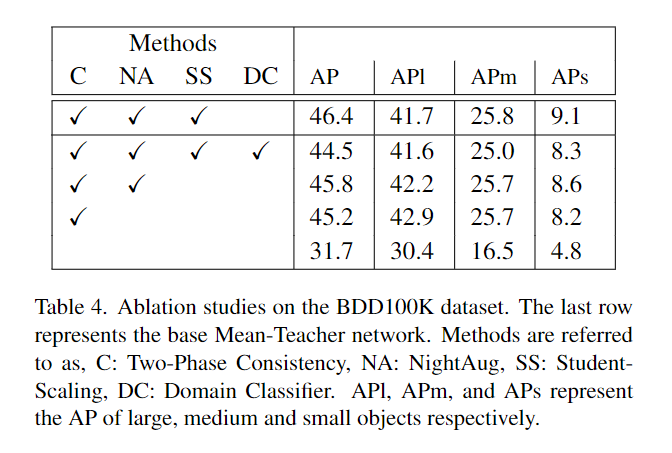 Methods
C NA SS DC AP APl APm APs
✓ ✓ ✓ 46.4 41.7 25.8 9.1
✓ ✓ ✓ ✓ 44.5 41.6 25.0 8.3
✓ ✓ 45.8 42.2 25.7 8.6
✓ 45.2 42.9 25.7 8.2
31.7 30.4 16.5 4.8
Table 4. Ablation studies on the BDD100K dataset. The last row
represents the base Mean-Teacher network. Methods are referred
to as, C: Two-Phase Consistency, NA: NightAug, SS: Student-
Scaling, DC: Domain Classifier. APl, APm, and APs represent
the AP of large, medium and small objects respectively.